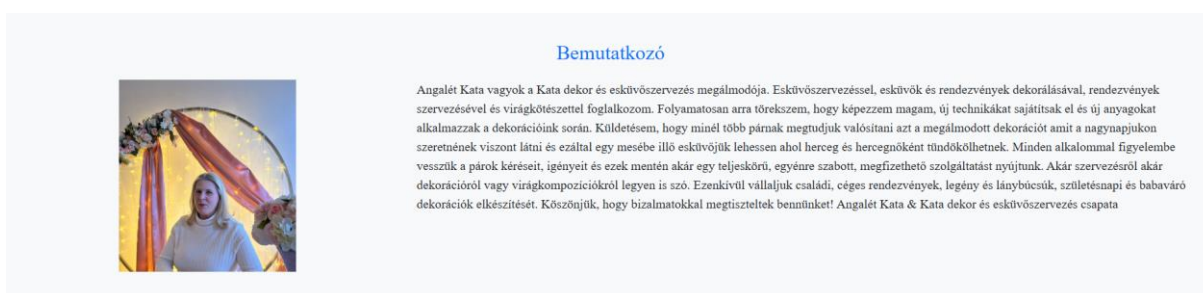 Bemutatkozó
Angalét Kata vagyok a Kata dekor és esküvőszervezés megálmodója. Esküvőszervezéssel, esküvők és rendezvények dekorálásával, rendezvények
szervezésével és virágkötészettel foglalkozom. Folyamatosan arra törekszem, hogy képezzem magam, új technikákat sajátítsak el és új anyagokat
alkalmazzak a dekorációink során. Küldetésem, hogy minél több párnak megtudjuk valósítani azt a megálmodott dekorációt amit a nagynapjukon
szeretnének viszont látni és ezáltal egy mesébe illő esküvőjük lehessen ahol herceg és hercegnőként tündökölhetnek. Minden alkalommal figyelembe
vesszük a párok kéréseit, igényeit és ezek mentén akár egy teljeskörű, egyénre szabott, megfizethető szolgáltatást nyújtunk. Akár szervezésről akár
dekorációról vagy virágkompozíciókról legyen is szó. Ezenkívül vállaljuk családi, céges rendezvények, legény és lánybúcsúk, születésnapi és babaváró
dekorációk elkészítését. Köszönjük, hogy bizalmatokkal megtiszteltek bennünket! Angalét Kata & Kata dekor és esküvőszervezés csapata